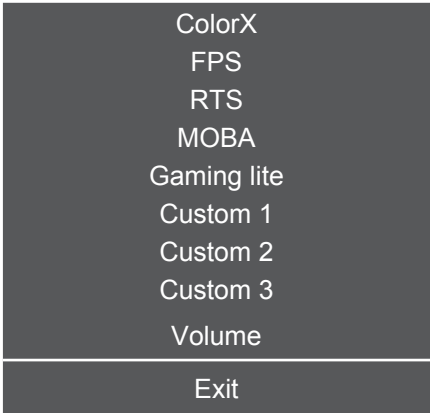 ColorX
FPS
RTS
MOBA
Gaming lite
Custom 1
Custom 2
Custom 3
Volume
Exit